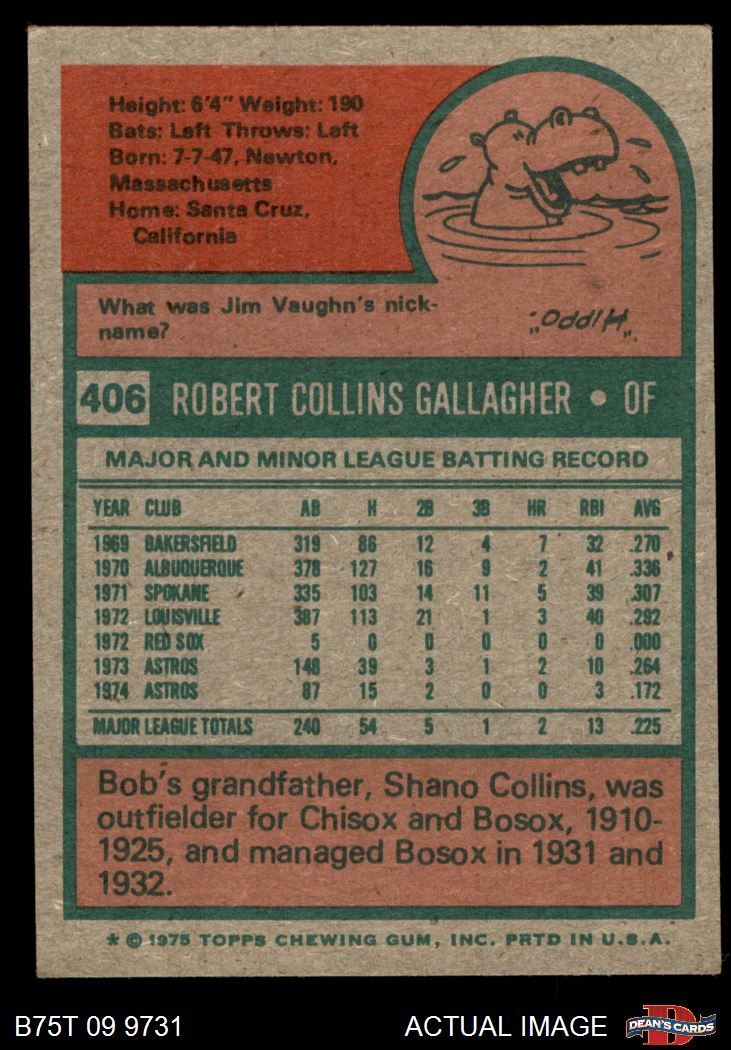 Height: 6'4" Weight: 190
Bats: Left Throws: Left
Born: 7-7-47, Newton,
Massachusetts
Home: Santa Cruz,
California
What was Jim Vaughn's nick-
name?
"Hippo."
406 ROBERT COLLINS GALLAGHER • OF
MAJOR AND MINOR LEAGUE BATTING RECORD
YEAR CLUB AB H 2B 3B HR RBI AVG
1969 BAKERSFIELD 319 86 12 4 7 32 .270
1970 ALBUQUERQUE 378 127 16 9 2 41 .336
1971 SPOKANE 335 103 14 11 5 39 .307
1972 LOUISVILLE 387 113 21 1 3 40 .292
1972 RED SOX 5 0 0 0 0 0 .000
1973 ASTROS 148 39 3 1 2 10 .264
1974 ASTROS 87 15 2 0 0 3 .172
MAJOR LEAGUE TOTALS 240 54 5 1 2 13 .225
Bob's grandfather, Shano Collins, was
outfielder for Chisox and Bosox, 1910-
1925, and managed Bosox in 1931 and
1932.
* © 1975 TOPPS CHEWING GUM, INC. PRTD IN U.S.A.
B75T 09 9731 ACTUAL IMAGE D DEAN'S CARDS